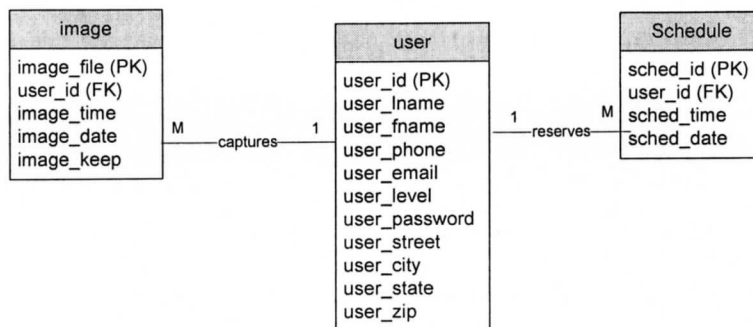 image
image_file (PK)
user_id (FK)
image_time
image_date
image_keep
M
captures
1
user
user_id (PK)
user_lname
user_fname
user_phone
user_email
user_level
user_password
user_street
user_city
user_state
user_zip
1
reserves
M
Schedule
sched_id (PK)
user_id (FK)
sched_time
sched_date